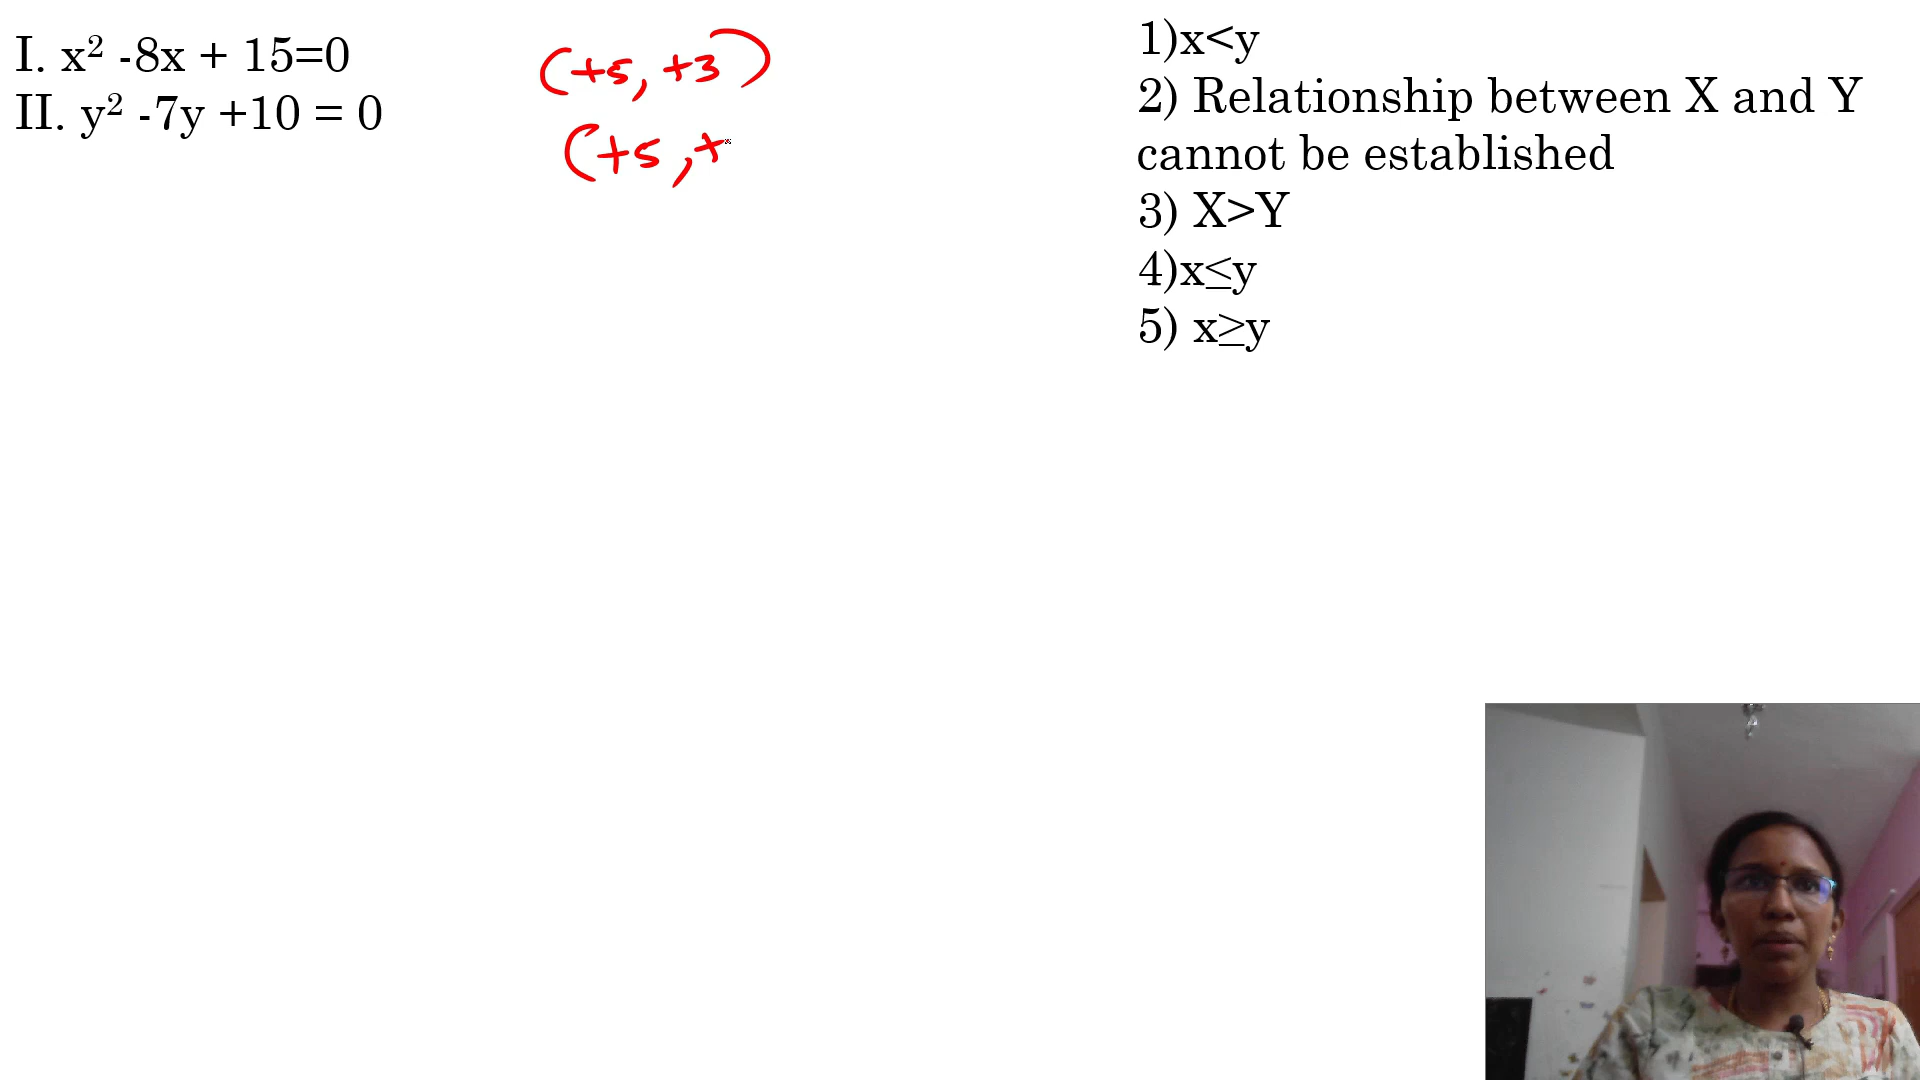 I. x² -8x + 15=0
II. y² -7y +10 = 0
(+5, +3)
(+5 ,+
1)x<y
2) Relationship between X and Y
cannot be established
3) X>Y
4)x≤y
5) x≥y